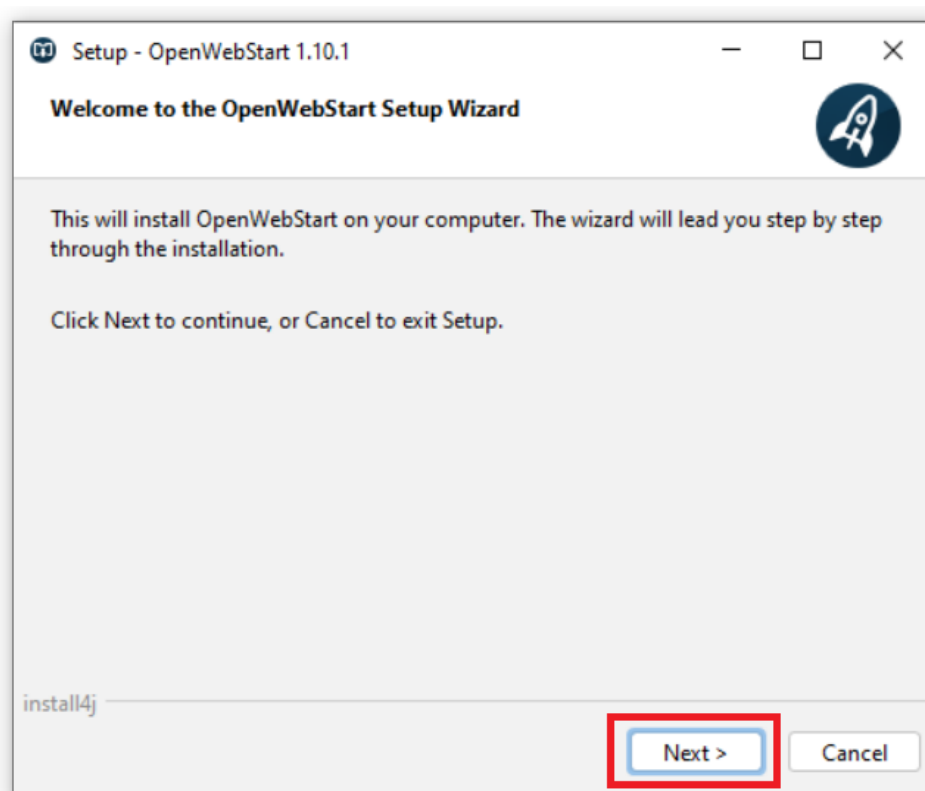 Setup - OpenWebStart 1.10.1
Welcome to the OpenWebStart Setup Wizard
This will install OpenWebStart on your computer. The wizard will lead you step by step
through the installation.
Click Next to continue, or Cancel to exit Setup.
install4j
Next >
Cancel